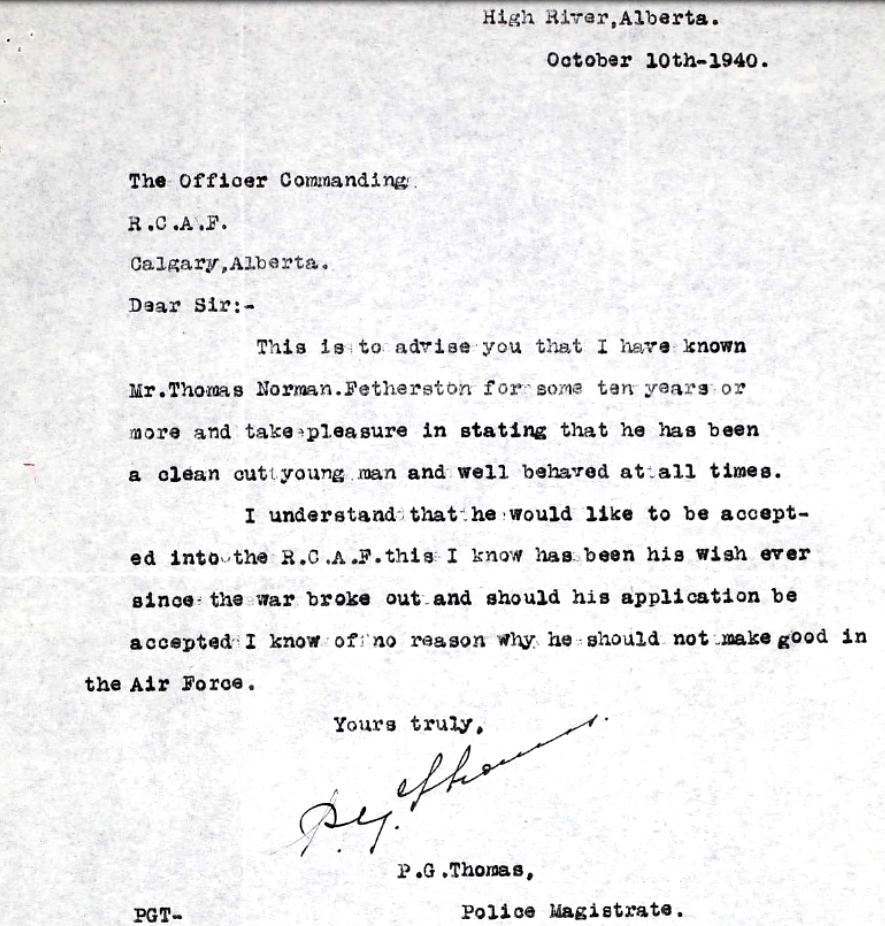 High River,Alberta.
October 10th-1940.
The Officer Commanding
R.C.A.F.
Calgary,Alberta.
Dear Sir:-
This is to advise you that I have known
Mr.Thomas Norman.Fetherston for some ten years or
more and take pleasure in stating that he has been
a clean cut young man and well behaved at all times.
I understand that he would like to be accept-
ed into the R.C.A.F.this I know has been his wish ever
since the war broke out and should his application be
accepted I know of no reason why he should not make good in
the Air Force.
Yours truly,
P.G. Thomas.
P.G.Thomas,
PGT- Police Magistrate.